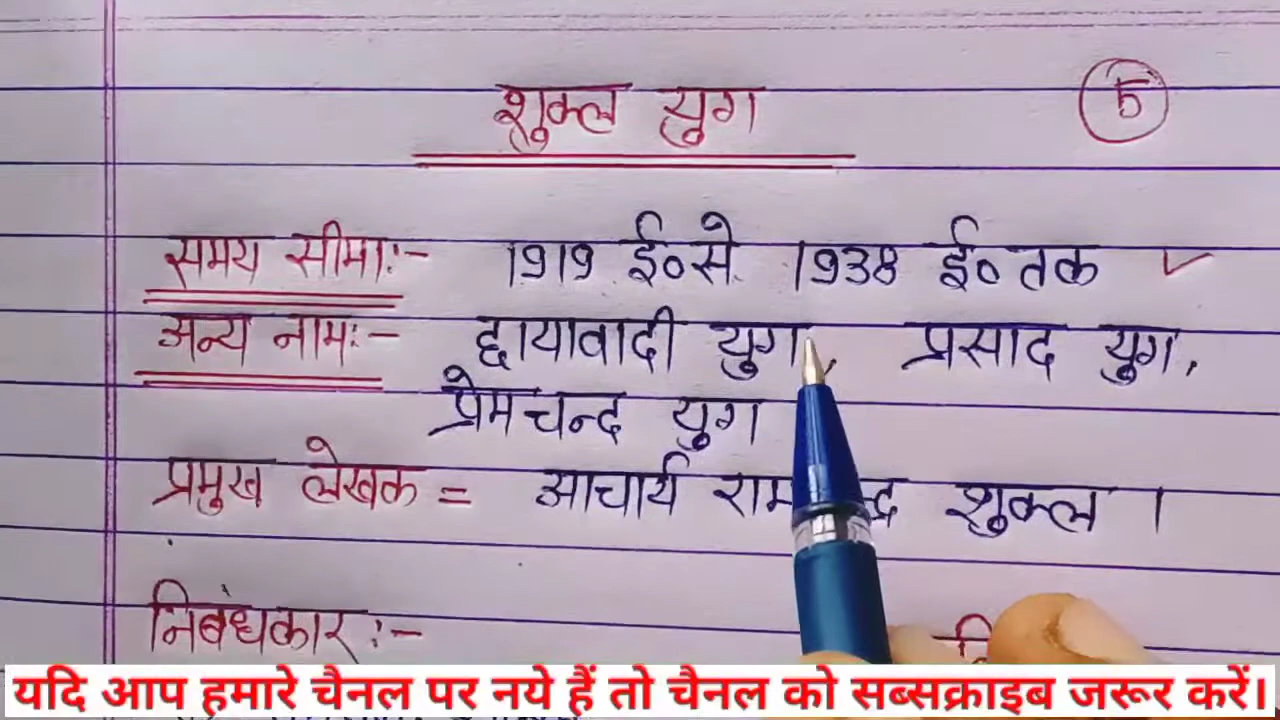 शुक्ल युग
5
समय सीमा:- 1919 ई० से 1938 ई० तक
अन्य नाम:- छायावादी युग, प्रसाद युग,
प्रेमचन्द युग
प्रमुख लेखक = आचार्य शुक्ल ।
निबंधकार:-
यदि आप हमारे चैनल पर नये हैं तो चैनल को सब्सक्राइब जरूर करें।